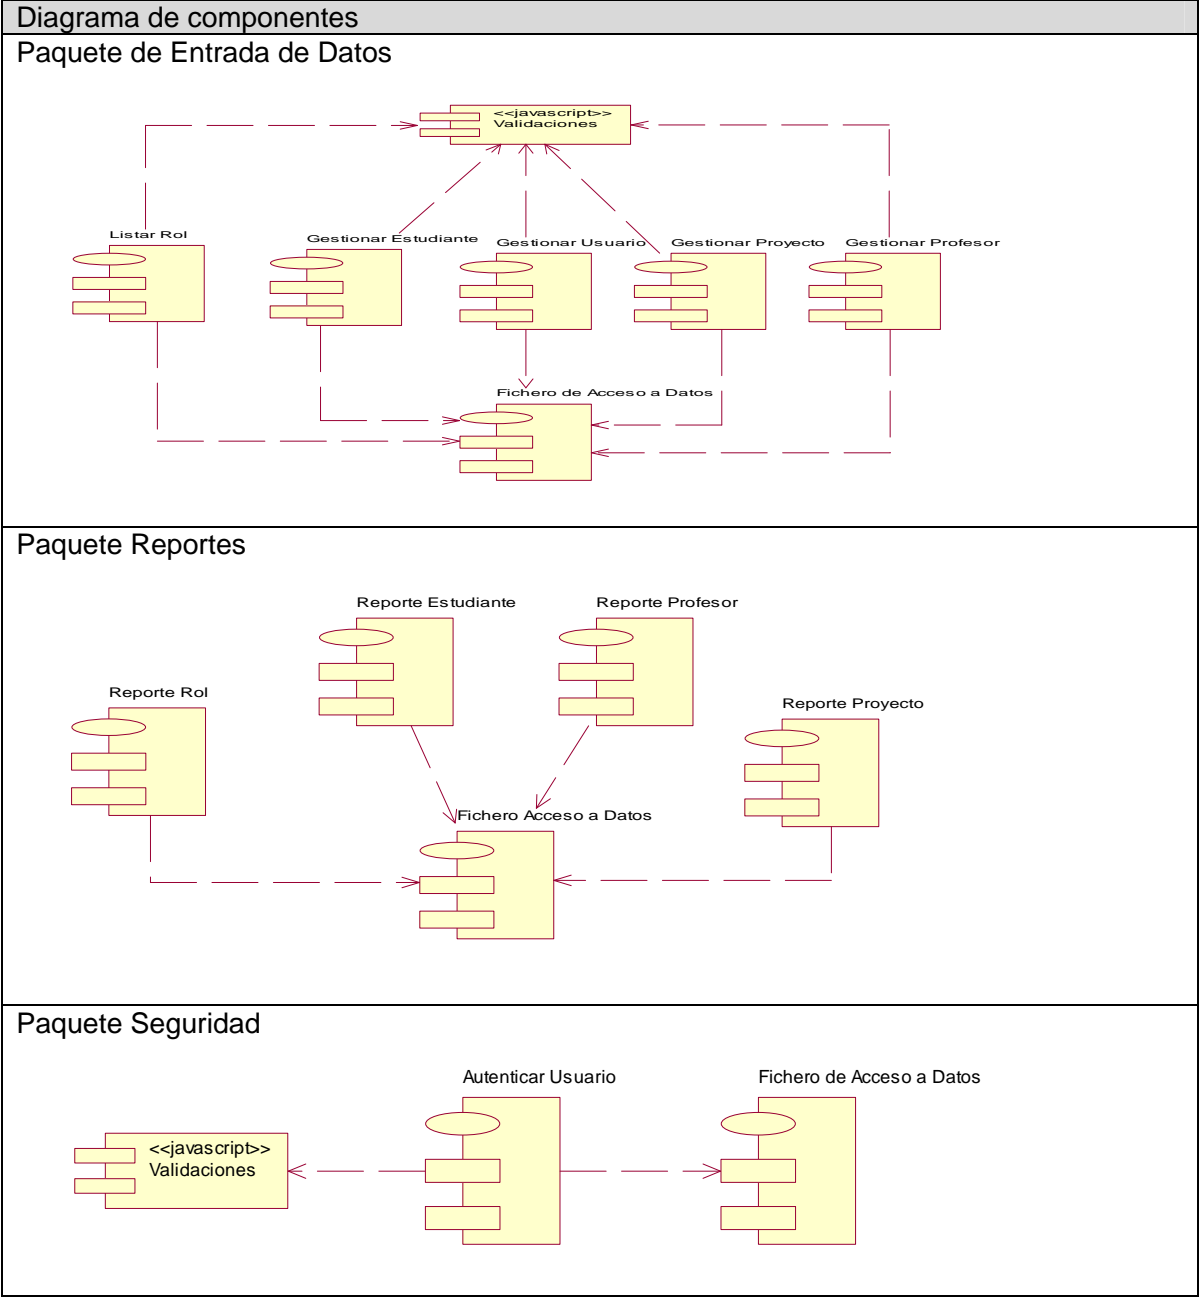 Diagrama de componentes
Paquete de Entrada de Datos
<<javascript>>
Validaciones
Listar Rol
Gestionar Estudiante
Gestionar Usuario
Gestionar Proyecto
Gestionar Profesor
Fichero de Acceso a Datos
Paquete Reportes
Reporte Estudiante
Reporte Profesor
Reporte Rol
Reporte Proyecto
Fichero Acceso a Datos
Paquete Seguridad
Autenticar Usuario
Fichero de Acceso a Datos
<<javascript>>
Validaciones